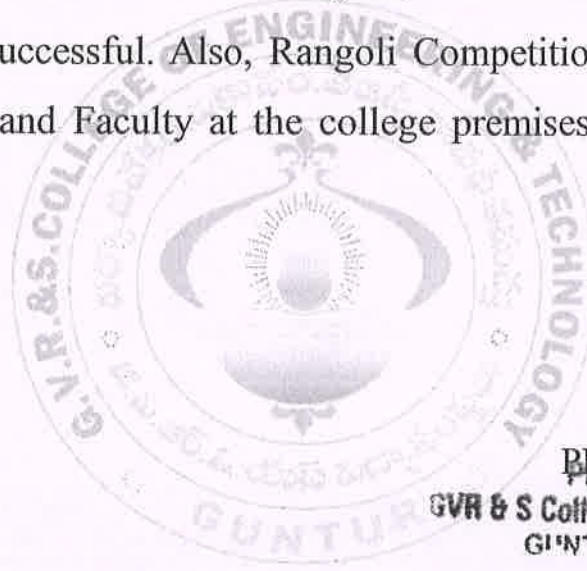 uccessful. Also, Rangoli Competitio
and Faculty at the college premises
G.V.R.&.S.COLLEGE OF ENGINEERING & TECHNOLOGY
GUNTUR
GVR & S Coll
GUNT